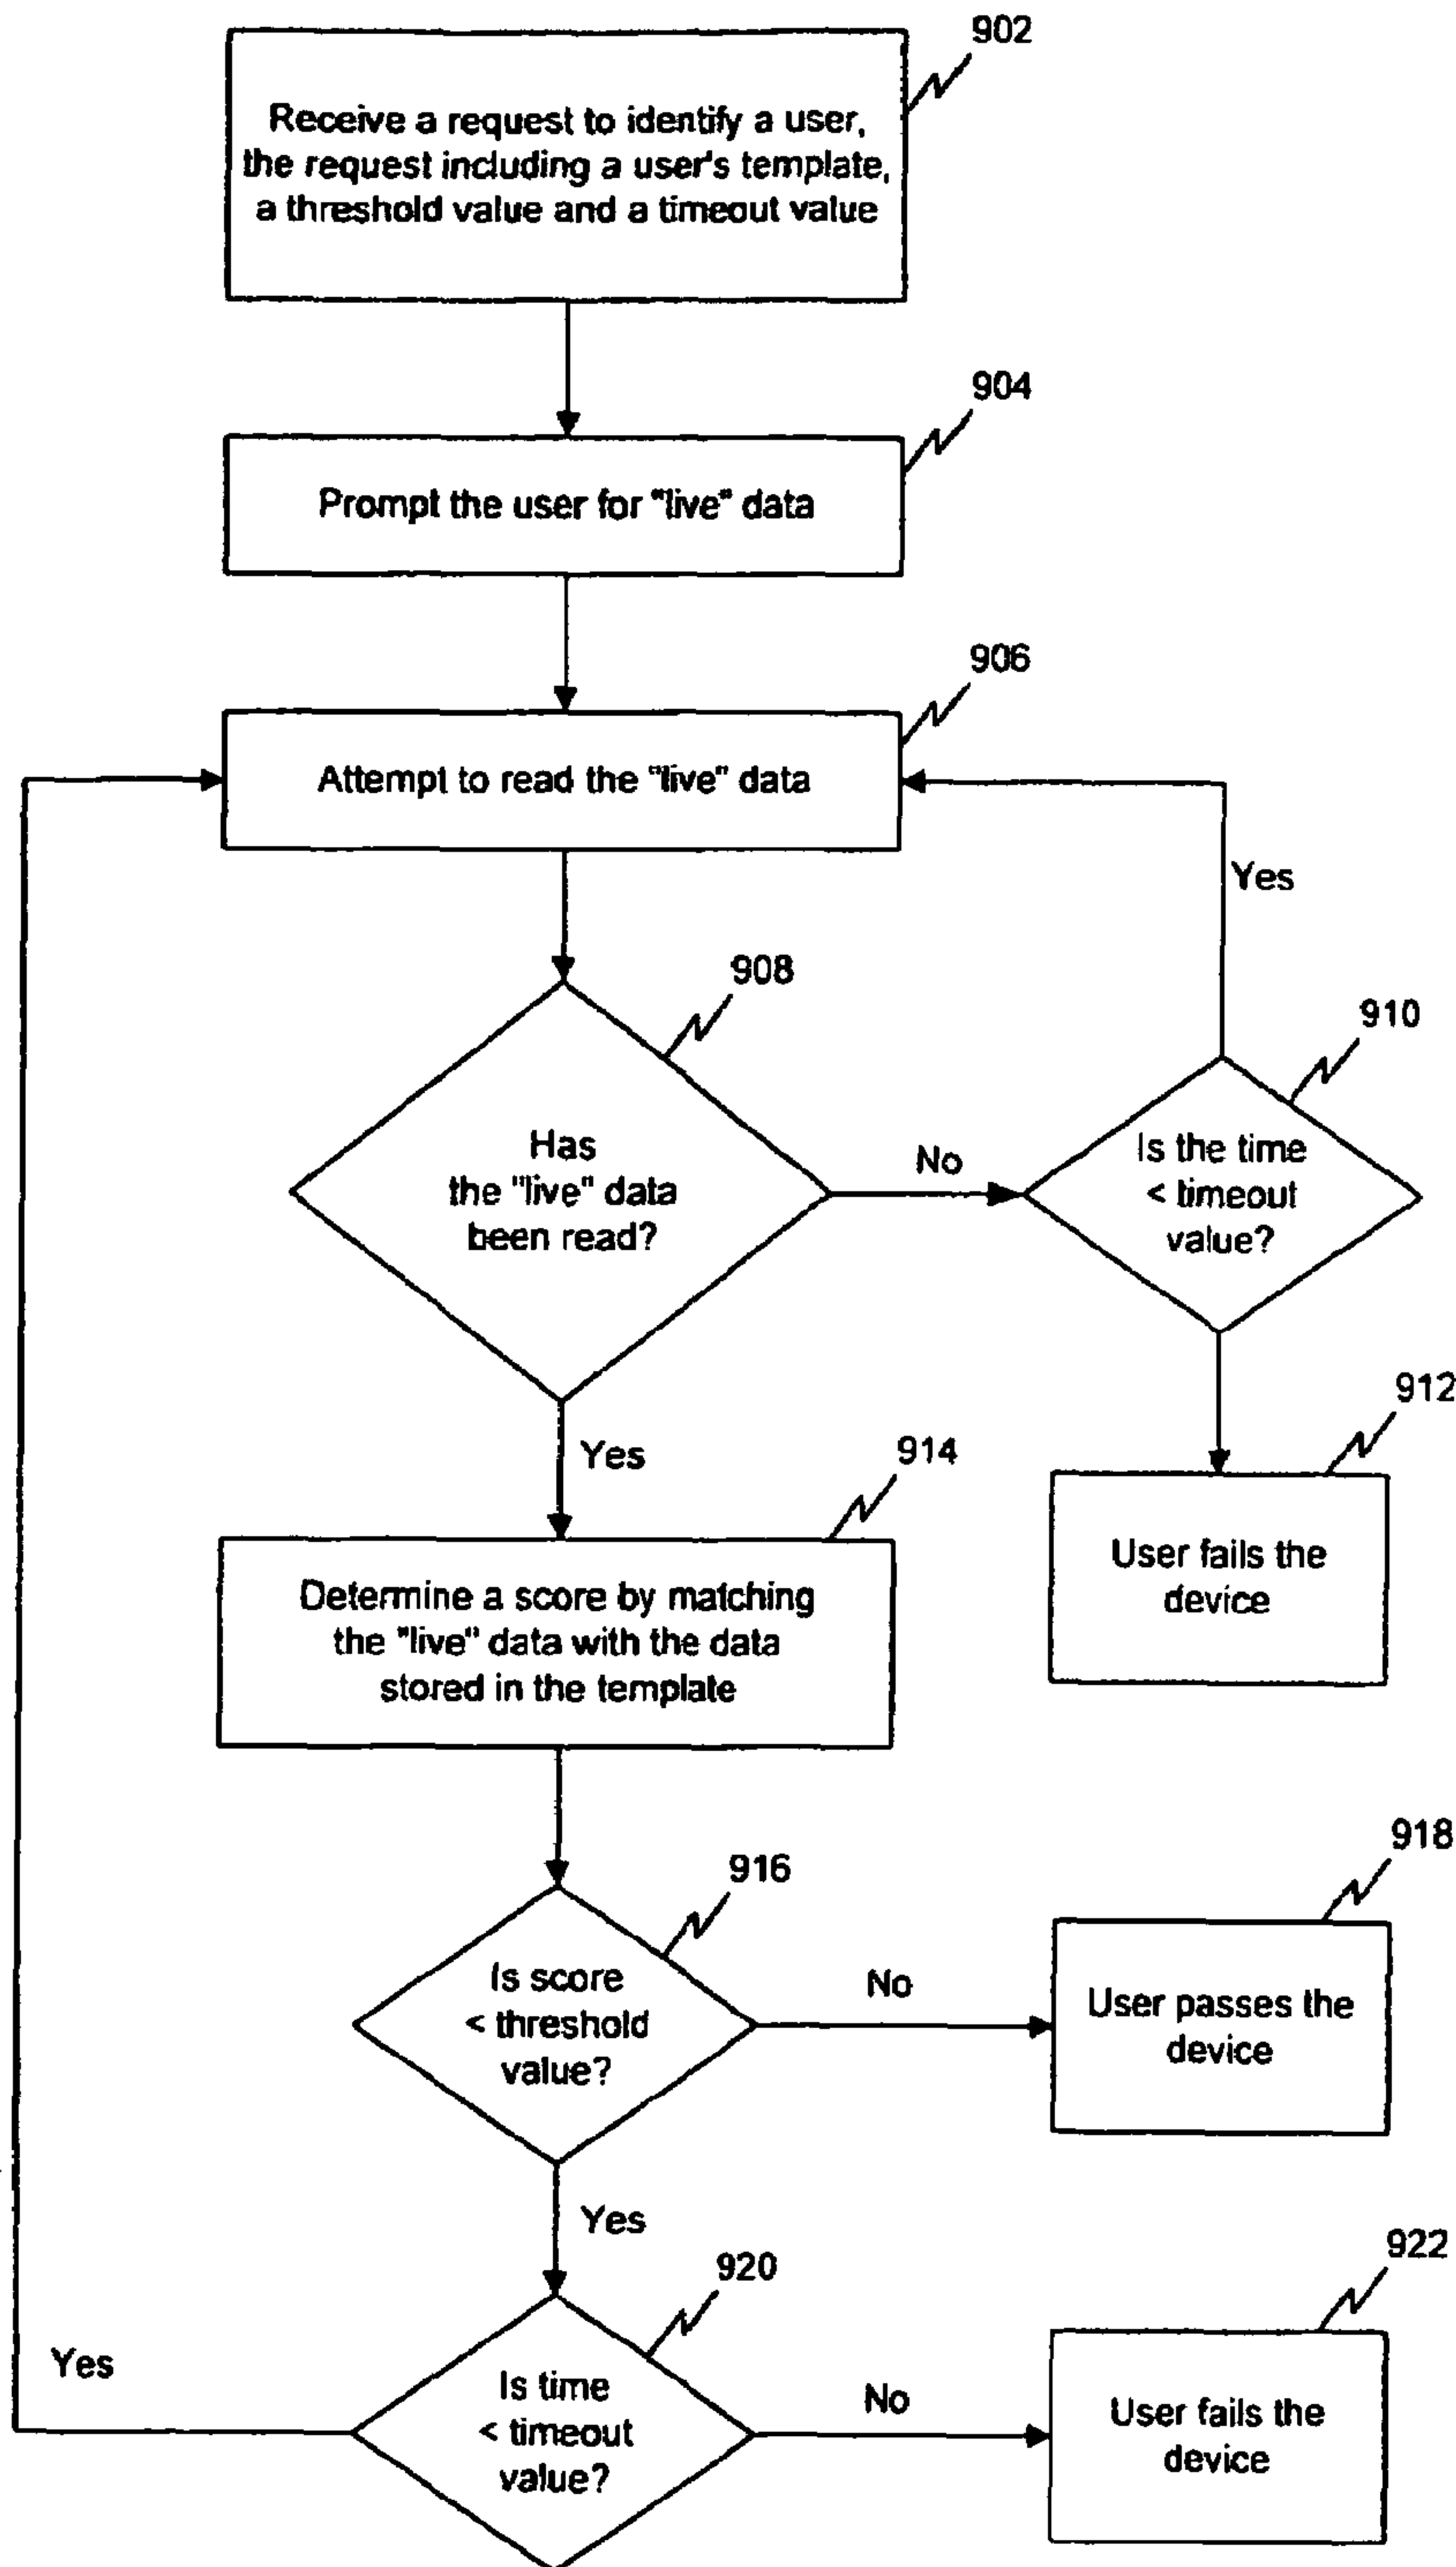 902
Receive a request to identify a user,
the request including a user's template,
a threshold value and a timeout value
904
Prompt the user for "live" data
906
Attempt to read the "live" data
Yes
908
910
Has
the "live" data
been read?
No
Is the time
< timeout
value?
912
Yes
914
User fails the
device
Determine a score by matching
the "live" data with the data
stored in the template
916
918
Is score
< threshold
value?
No
User passes the
device
Yes
920
922
Yes
Is time
< timeout
value?
No
User fails the
device